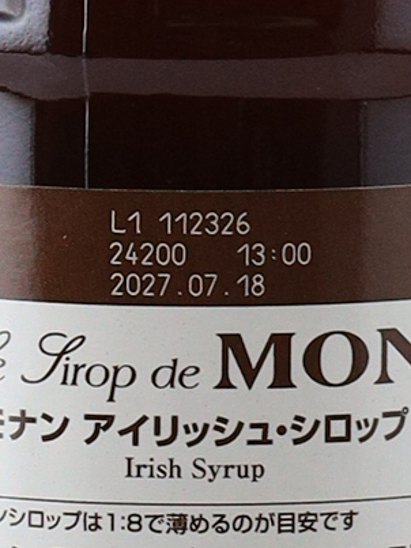 L1 112326
24200 13:00
2027.07.18
Sirop de MON
モナン アイリッシュ・シロップ
Irish Syrup
ンシロップは1:8で薄めるのが目安です